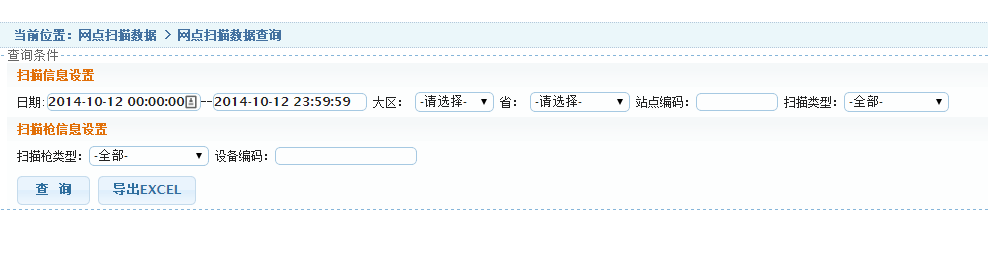 当前位置：网点扫描数据 > 网点扫描数据查询
查询条件
扫描信息设置
日期: 2014-10-12 00:00:00--2014-10-12 23:59:59 大区： -请选择- 省： -请选择- 站点编码： 扫描类型： -全部-
扫描枪信息设置
扫描枪类型： -全部- 设备编码：
查 询 导出EXCEL